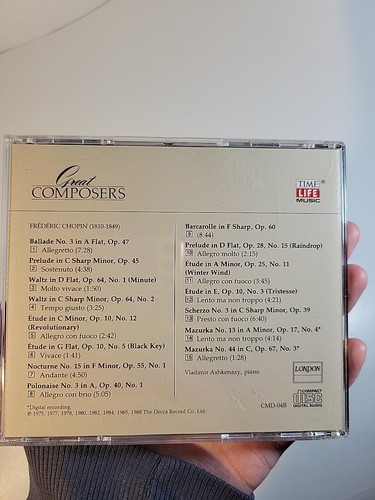 Great
COMPOSERS
TIME
LIFE
MUSIC
FRÉDÉRIC CHOPIN (1810-1849)
Ballade No. 3 in A Flat, Op. 47
1 Allegretto (7:28)
Prelude in C Sharp Minor, Op. 45
2 Sostenuto (4:38)
Waltz in D Flat, Op. 64, No. 1 (Minute)
3 Molto vivace (1:50)
Waltz in C Sharp Minor, Op. 64, No. 2
4 Tempo giusto (3:25)
Étude in C Minor, Op. 10, No. 12
(Revolutionary)
5 Allegro con fuoco (2:42)
Étude in G Flat, Op. 10, No. 5 (Black Key)
6 Vivace (1:41)
Nocturne No. 15 in F Minor, Op. 55, No. 1
7 Andante (4:50)
Polonaise No. 3 in A, Op. 40, No. 1
8 Allegro con brio (5:05)
*Digital recording
℗ 1975, 1977, 1978, 1980, 1982, 1984, 1985, 1988 The Decca Record Co. Ltd.
Barcarolle in F Sharp, Op. 60
9 (8:44)
Prelude in D Flat, Op. 28, No. 15 (Raindrop)
10 Allegro molto (2:15)
Étude in A Minor, Op. 25, No. 11
(Winter Wind)
11 Allegro con fuoco (3:45)
Étude in E, Op. 10, No. 3 (Tristesse)
12 Lento ma non troppo (4:21)
Scherzo No. 3 in C Sharp Minor, Op. 39
13 Presto con fuoco (6:40)
Mazurka No. 13 in A Minor, Op. 17, No. 4*
14 Lento ma non troppo (4:14)
Mazurka No. 44 in C, Op. 67, No. 3*
15 Allegretto (1:28)
Vladimir Ashkenazy, piano
LONDON
COMPACT
disc
DIGITAL AUDIO
CMD-04B